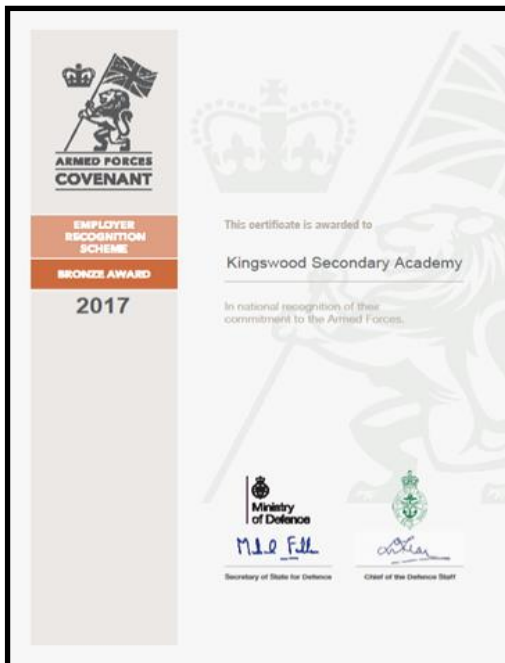 ARMED FORCES
COVENANT
EMPLOYER
RECOGNITION
SCHEME
BRONZE AWARD
2017
This certificate is awarded to
Kingswood Secondary Academy
In national recognition of their
commitment to the Armed Forces.
Ministry
of Defence
Secretary of State for Defence
Chief of the Defence Staff